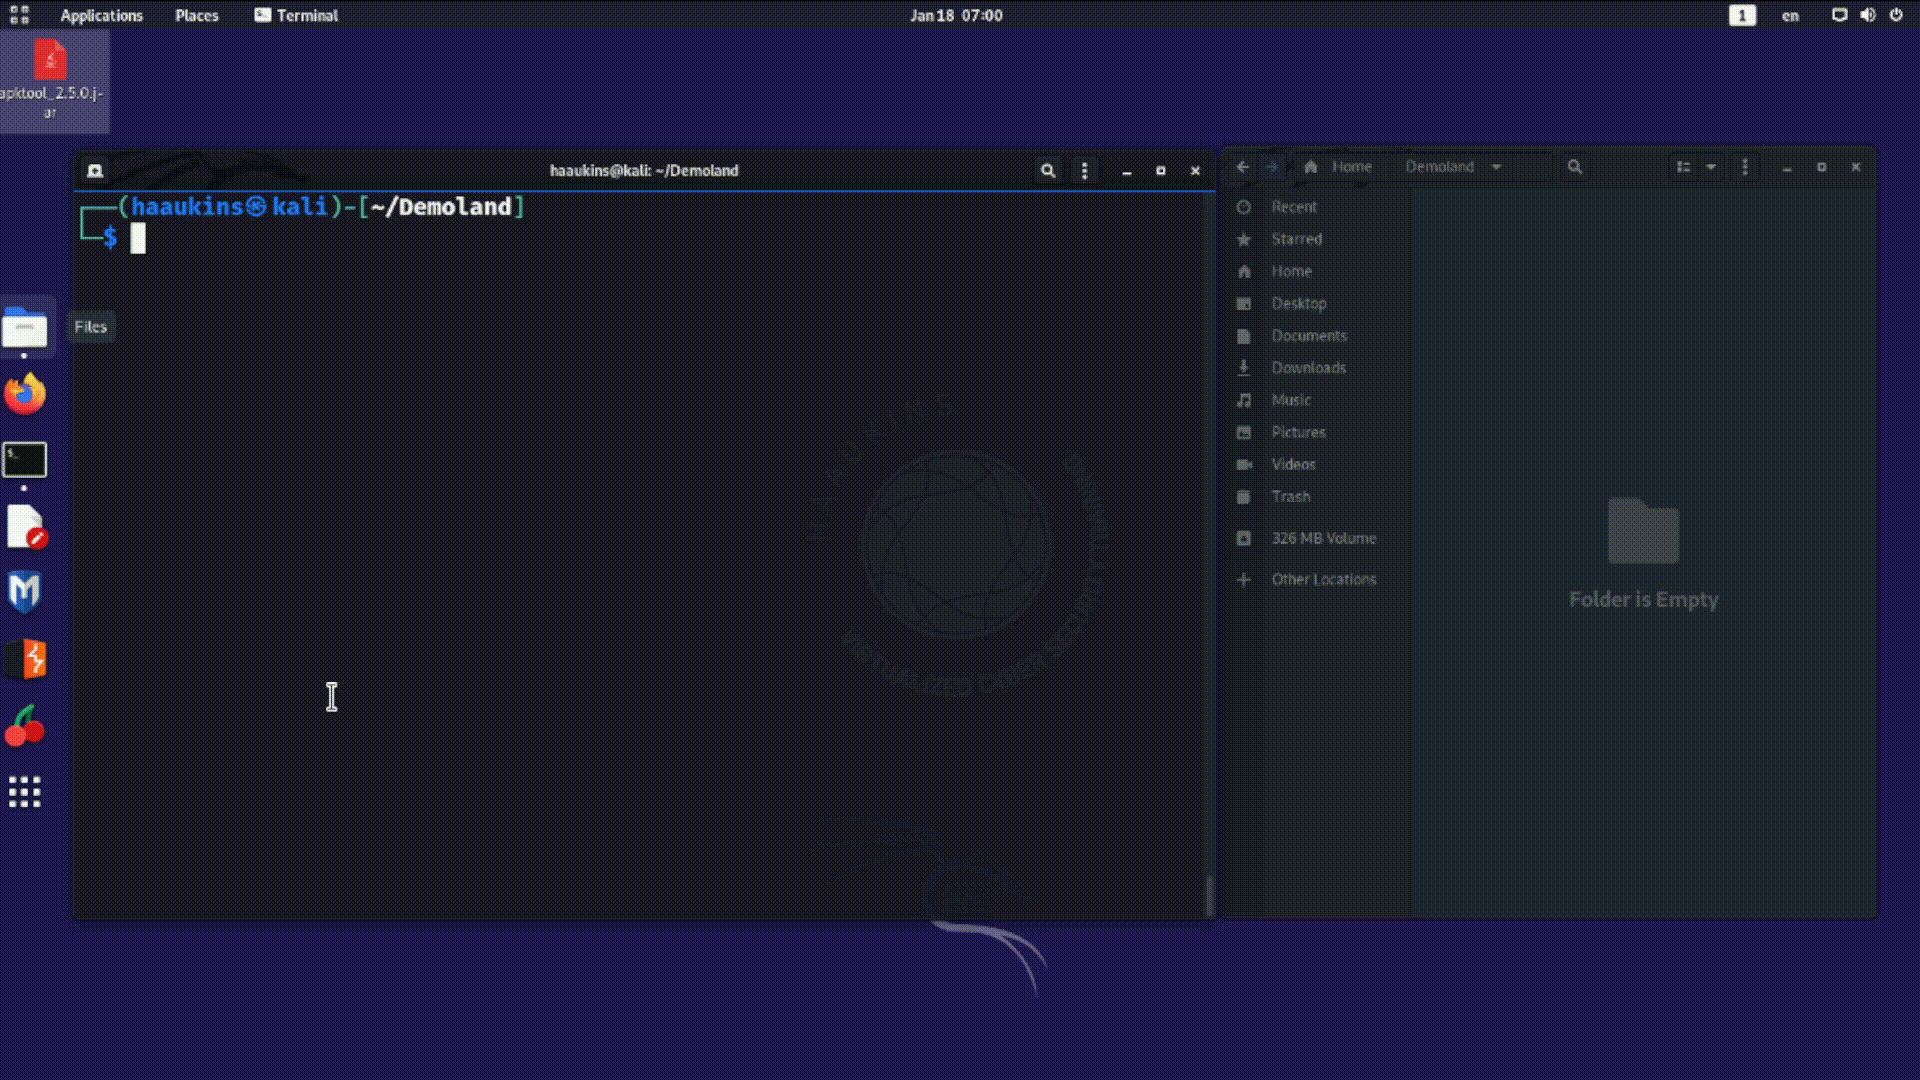 Applications Places Terminal Jan 18 07:00 1 en
apktool_2.5.0.j-
ar
haaukins@kali: ~/Demoland
Home Demoland
(haaukins㉿kali)-[~/Demoland]
$
Files
Recent
Starred
Home
Desktop
Documents
Downloads
Music
Pictures
Videos
Trash
326 MB Volume
Other Locations
Folder is Empty
HAAUKINS
VIRTUALIZED CYBER SECURITY TRAINING